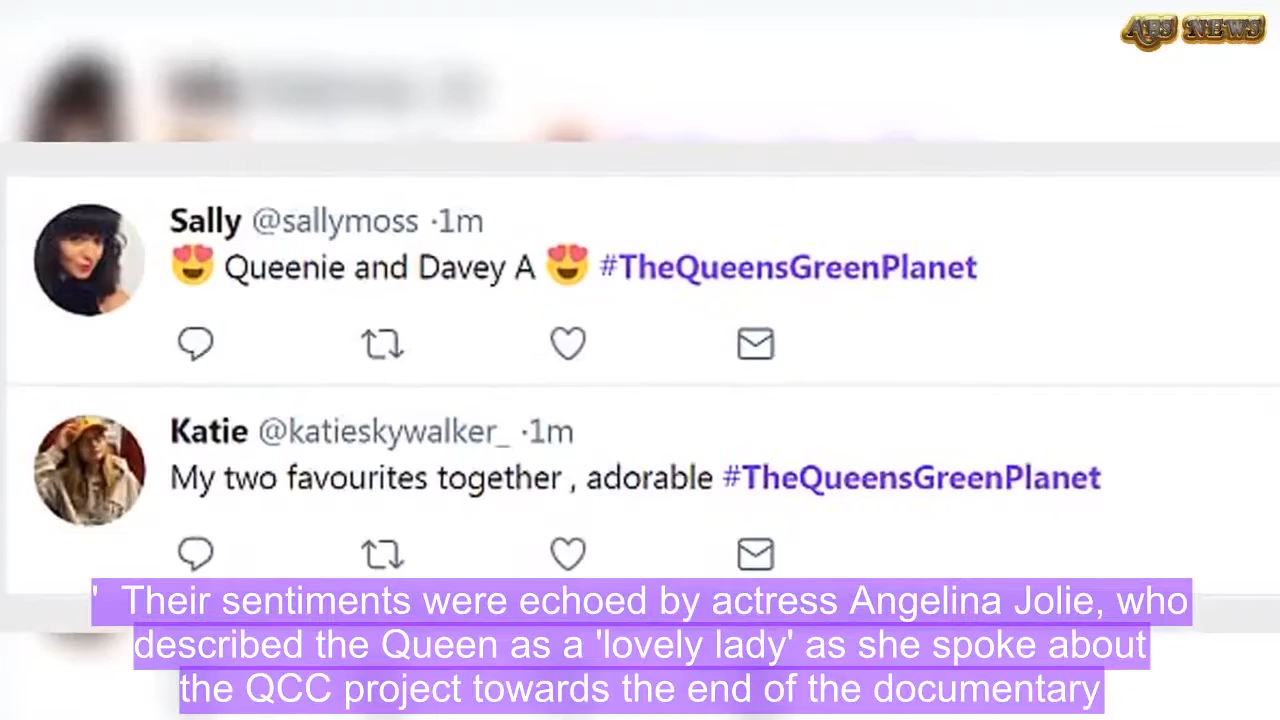 ABS NEWS
Sally @sallymoss ·1m
😍 Queenie and Davey A 😍 #TheQueensGreenPlanet
Katie @katieskywalker_ ·1m
My two favourites together , adorable #TheQueensGreenPlanet
' Their sentiments were echoed by actress Angelina Jolie, who
described the Queen as a 'lovely lady' as she spoke about
the QCC project towards the end of the documentary